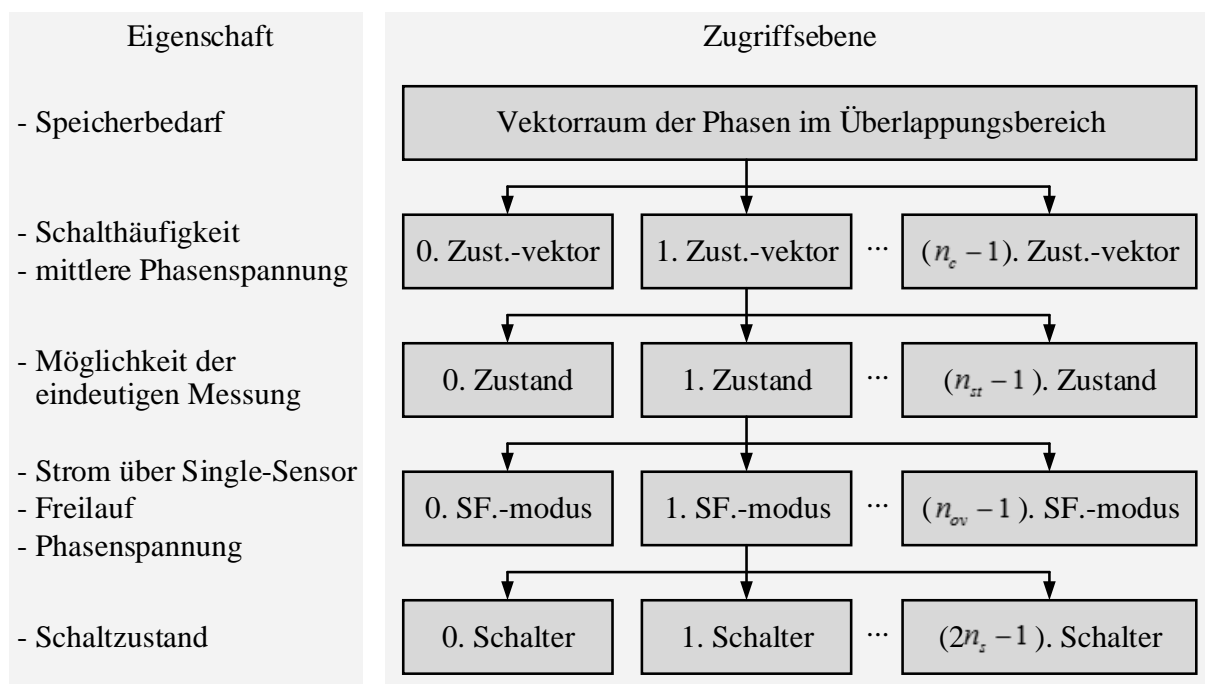 Eigenschaft
Zugriffsebene
- Speicherbedarf
Vektorraum der Phasen im Überlappungsbereich
- Schalthäufigkeit
- mittlere Phasenspannung
0. Zust.-vektor
1. Zust.-vektor
...
(n_c − 1). Zust.-vektor
- Möglichkeit der
eindeutigen Messung
0. Zustand
1. Zustand
...
(n_st − 1). Zustand
- Strom über Single-Sensor
- Freilauf
- Phasenspannung
0. SF.-modus
1. SF.-modus
...
(n_ov − 1). SF.-modus
- Schaltzustand
0. Schalter
1. Schalter
...
(2n_s − 1). Schalter